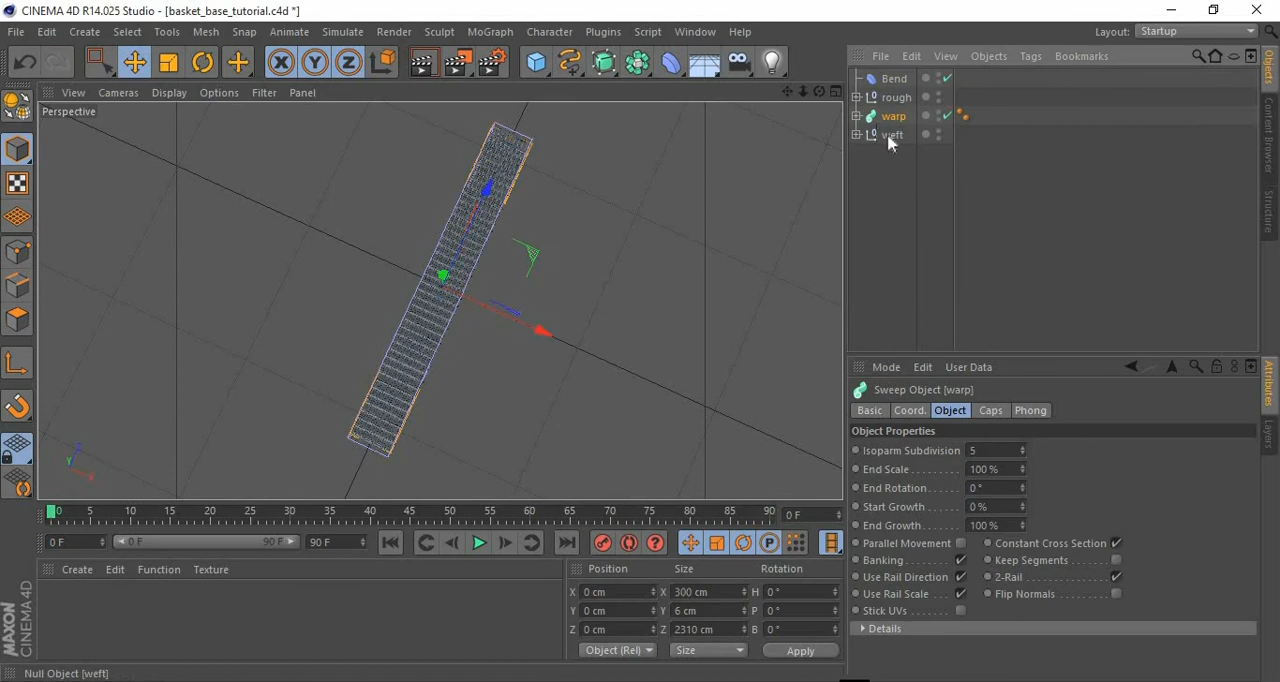 CINEMA 4D R14.025 Studio - [basket_base_tutorial.c4d *]
File Edit Create Select Tools Mesh Snap Animate Simulate Render Sculpt MoGraph Character Plugins Script Window Help
Layout: Startup
X Y Z
File Edit View Objects Tags Bookmarks
Bend
rough
warp
weft
Objects
Content Browser
Structure
View Cameras Display Options Filter Panel
Perspective
Y X
Mode Edit User Data
Sweep Object [warp]
Basic Coord. Object Caps Phong
Object Properties
Isoparm Subdivision 5
End Scale......... 100 %
End Rotation...... 0 °
Start Growth...... 0 %
End Growth....... 100 %
Parallel Movement Constant Cross Section
Banking........... Keep Segments
Use Rail Direction 2-Rail
Use Rail Scale Flip Normals
Stick UVs
Details
Attributes
Layers
0 5 10 15 20 25 30 35 40 45 50 55 60 65 70 75 80 85 90 0 F
0 F 0 F 90 F 90 F
P
Create Edit Function Texture
Position Size Rotation
X 0 cm X 300 cm H 0 °
Y 0 cm Y 6 cm P 0 °
Z 0 cm Z 2310 cm B 0 °
Object (Rel) Size Apply
MAXON
CINEMA 4D
Null Object [weft]